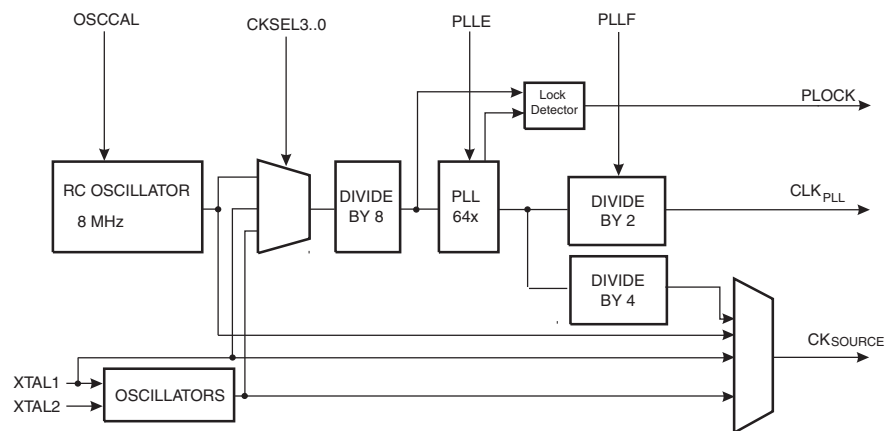 OSCCAL
CKSEL3..0
PLLE
PLLF
Lock
Detector
PLOCK
RC OSCILLATOR
8 MHz
DIVIDE
BY 8
PLL
64x
DIVIDE
BY 2
CLKPLL
DIVIDE
BY 4
CKSOURCE
XTAL1
XTAL2
OSCILLATORS